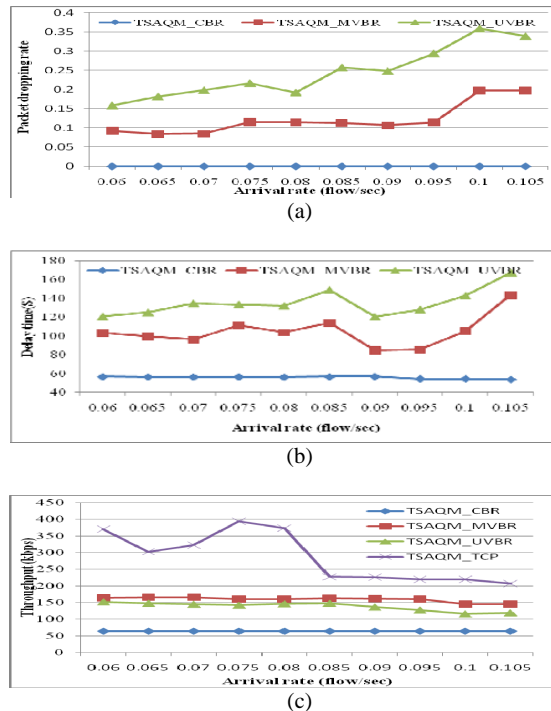 TSAQM_CBR TSAQM_MVBR TSAQM_UVBR
0.4
0.35
0.3
0.25
0.2
0.15
0.1
0.05
0
Packet dropping rate
0.06 0.065 0.07 0.075 0.08 0.085 0.09 0.095 0.1 0.105
Arrival rate (flow/sec)
(a)
TSAQM_CBR TSAQM_MVBR TSAQM_UVBR
180
160
140
120
100
80
60
40
Delay time(S)
0.06 0.065 0.07 0.075 0.08 0.085 0.09 0.095 0.1 0.105
Arrival rate (flow/sec)
(b)
TSAQM_CBR
TSAQM_MVBR
TSAQM_UVBR
TSAQM_TCP
450
400
350
300
250
200
150
100
50
0
Throughput (kbps)
0.06 0.065 0.07 0.075 0.08 0.085 0.09 0.095 0.1 0.105
Arrival rate (flow/sec)
(c)